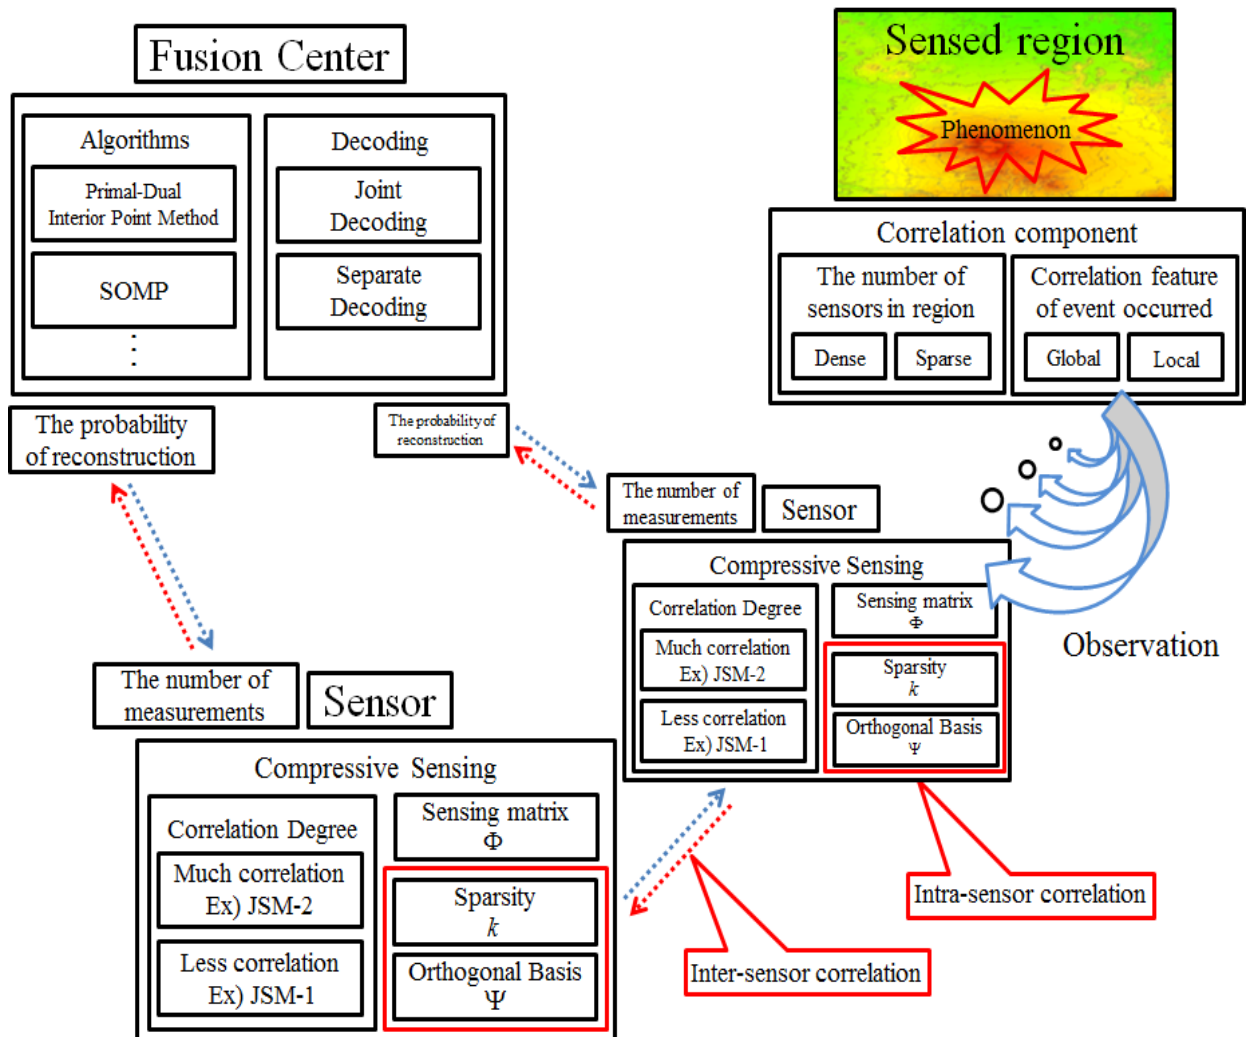 Fusion Center
Algorithms
Primal-Dual
Interior Point Method
SOMP
⋮
Decoding
Joint
Decoding
Separate
Decoding
The probability
of reconstruction
The probability of
reconstruction
Sensed region
Phenomenon
Correlation component
The number of
sensors in region
Dense
Sparse
Correlation feature
of event occurred
Global
Local
Observation
The number of
measurements
Sensor
Compressive Sensing
Correlation Degree
Much correlation
Ex) JSM-2
Less correlation
Ex) JSM-1
Sensing matrix
Φ
Sparsity
k
Orthogonal Basis
Ψ
Intra-sensor correlation
The number of
measurements
Sensor
Compressive Sensing
Correlation Degree
Much correlation
Ex) JSM-2
Less correlation
Ex) JSM-1
Sensing matrix
Φ
Sparsity
k
Orthogonal Basis
Ψ
Inter-sensor correlation